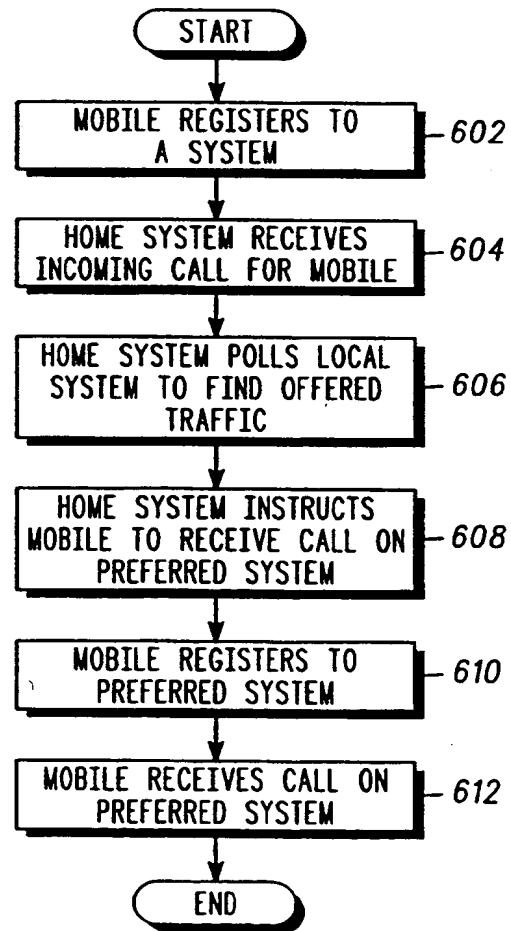 START
MOBILE REGISTERS TO
A SYSTEM
602
HOME SYSTEM RECEIVES
INCOMING CALL FOR MOBILE
604
HOME SYSTEM POLLS LOCAL
SYSTEM TO FIND OFFERED
TRAFFIC
606
HOME SYSTEM INSTRUCTS
MOBILE TO RECEIVE CALL ON
PREFERRED SYSTEM
608
MOBILE REGISTERS TO
PREFERRED SYSTEM
610
MOBILE RECEIVES CALL ON
PREFERRED SYSTEM
612
END